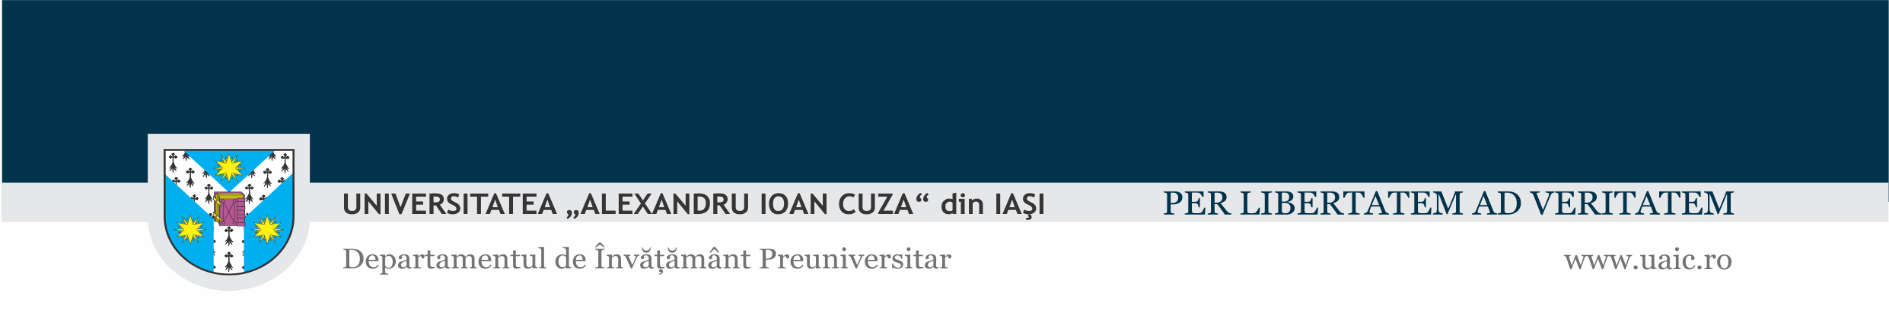 UNIVERSITATEA „ALEXANDRU IOAN CUZA“ din IAŞI
PER LIBERTATEM AD VERITATEM
Departamentul de Învățământ Preuniversitar
www.uaic.ro